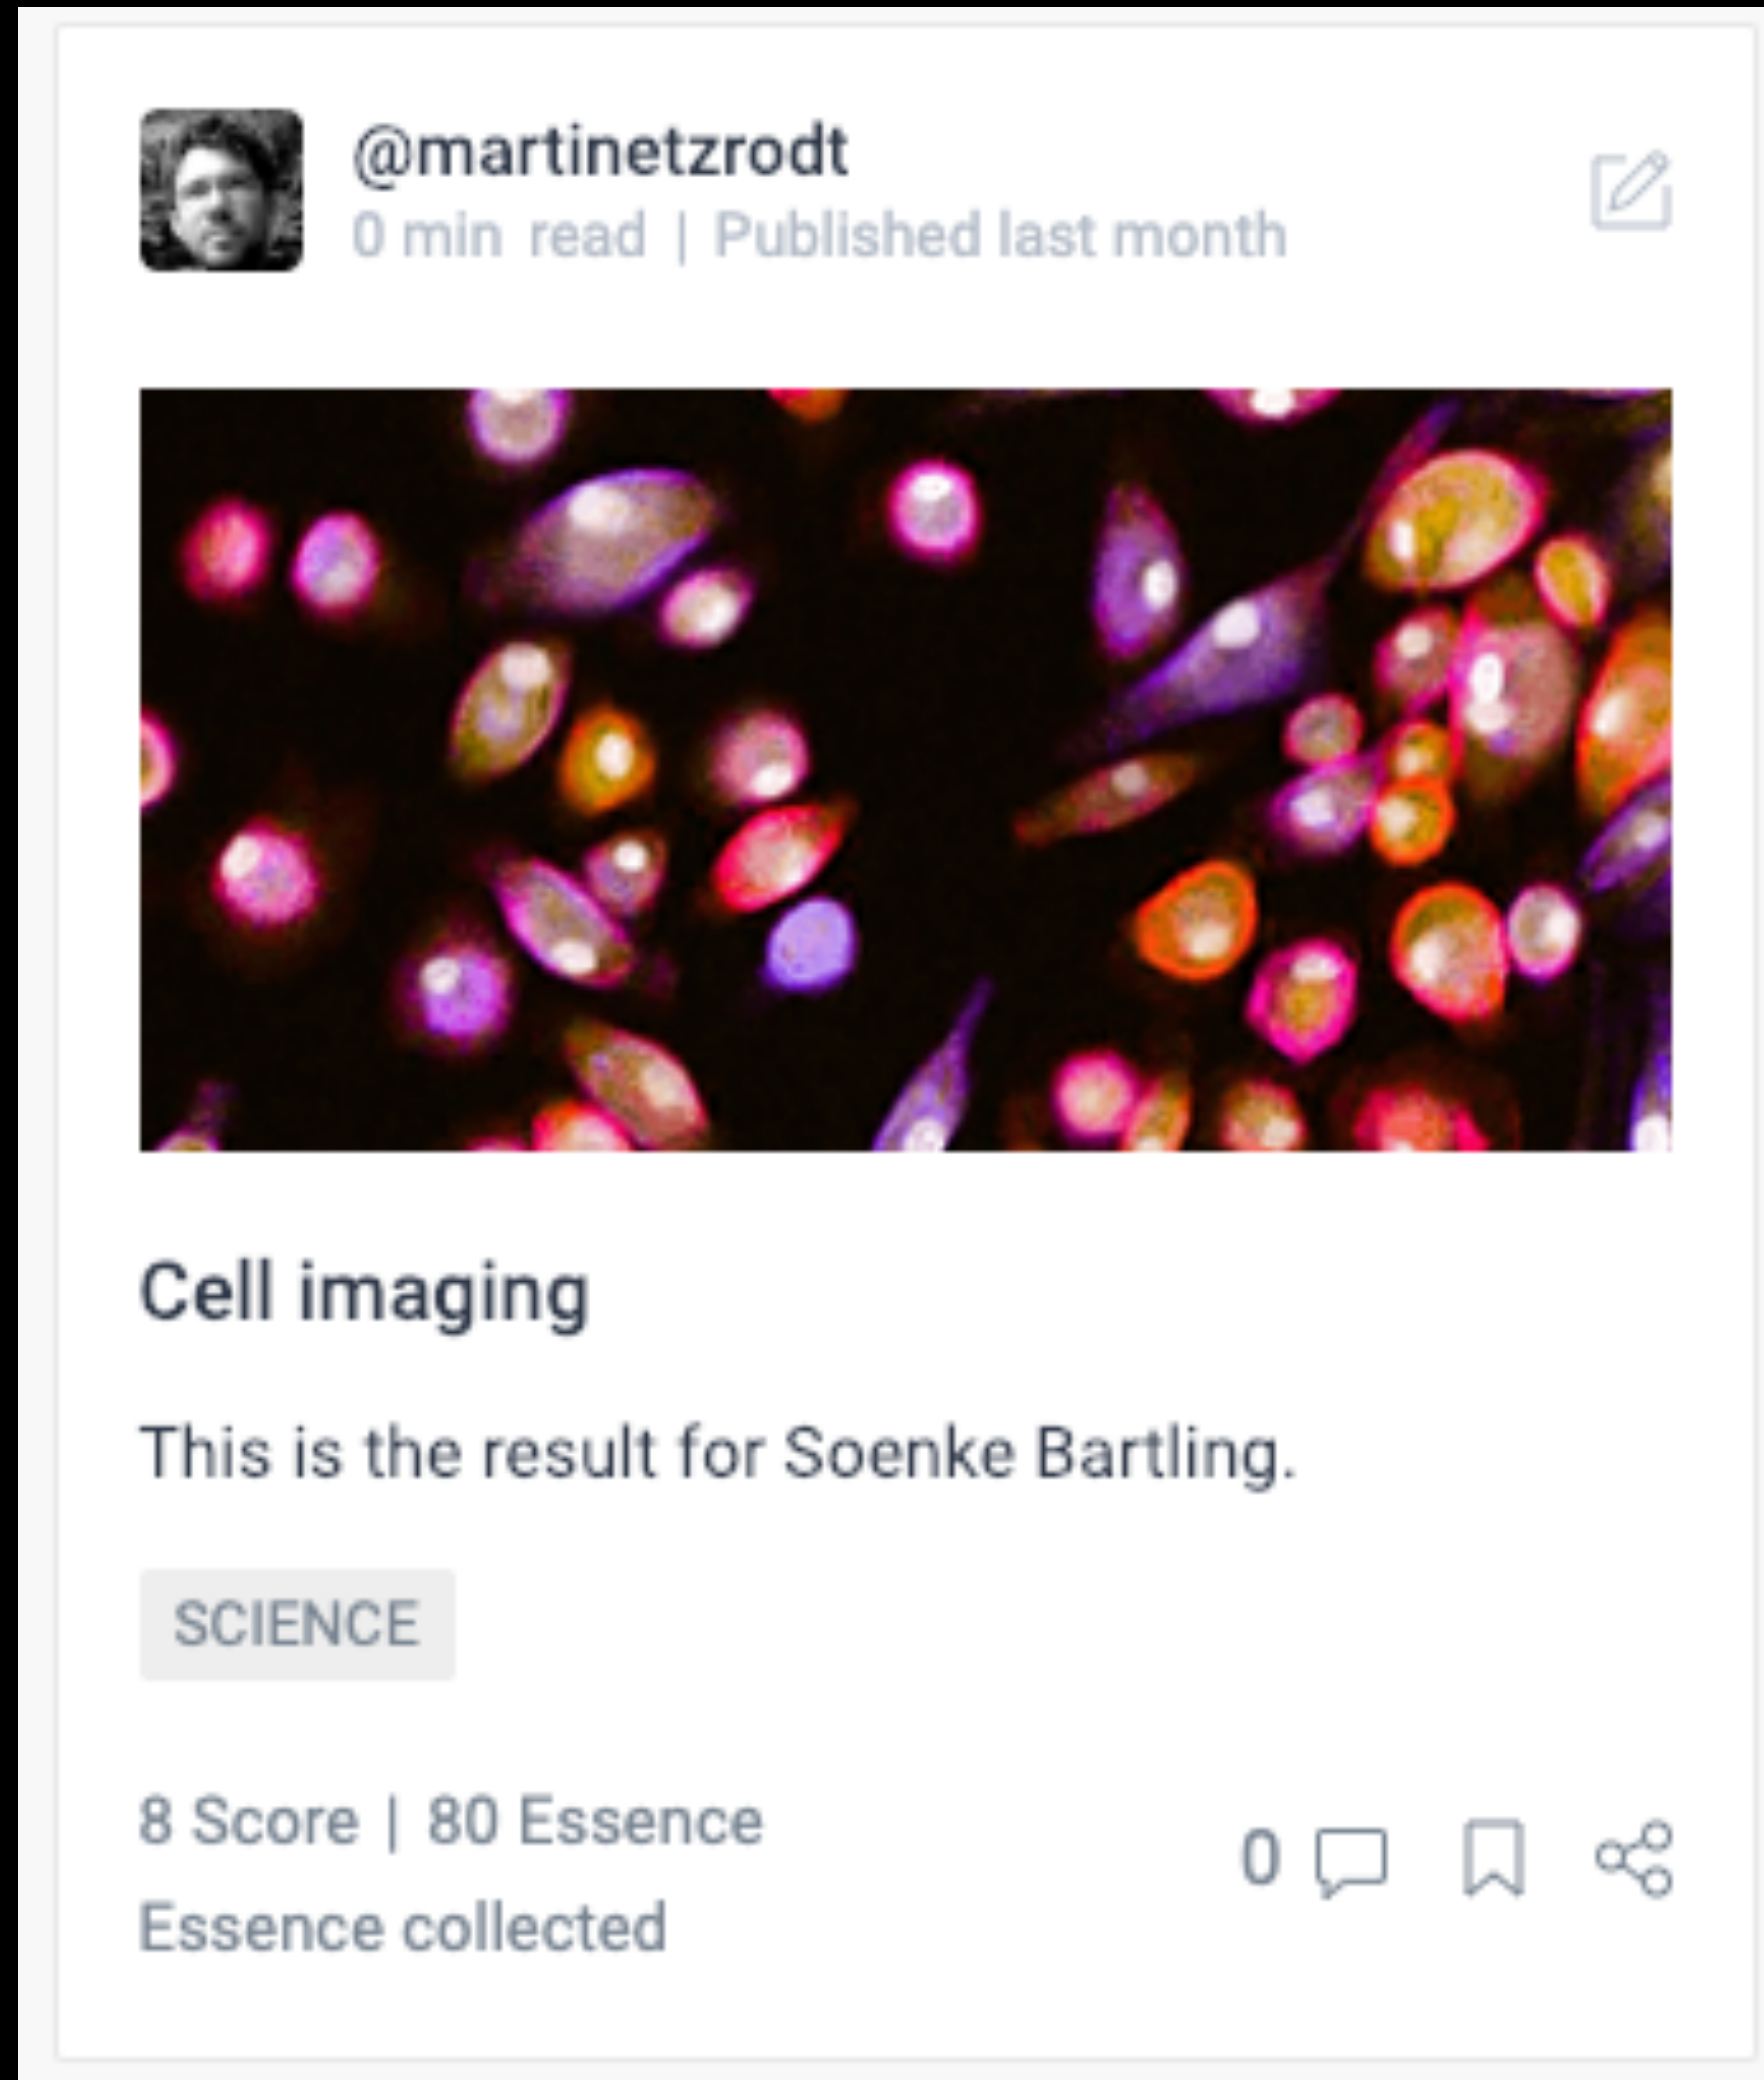 @martinetzrodt
0 min read | Published last month
Cell imaging
This is the result for Soenke Bartling.
SCIENCE
8 Score | 80 Essence
Essence collected
0